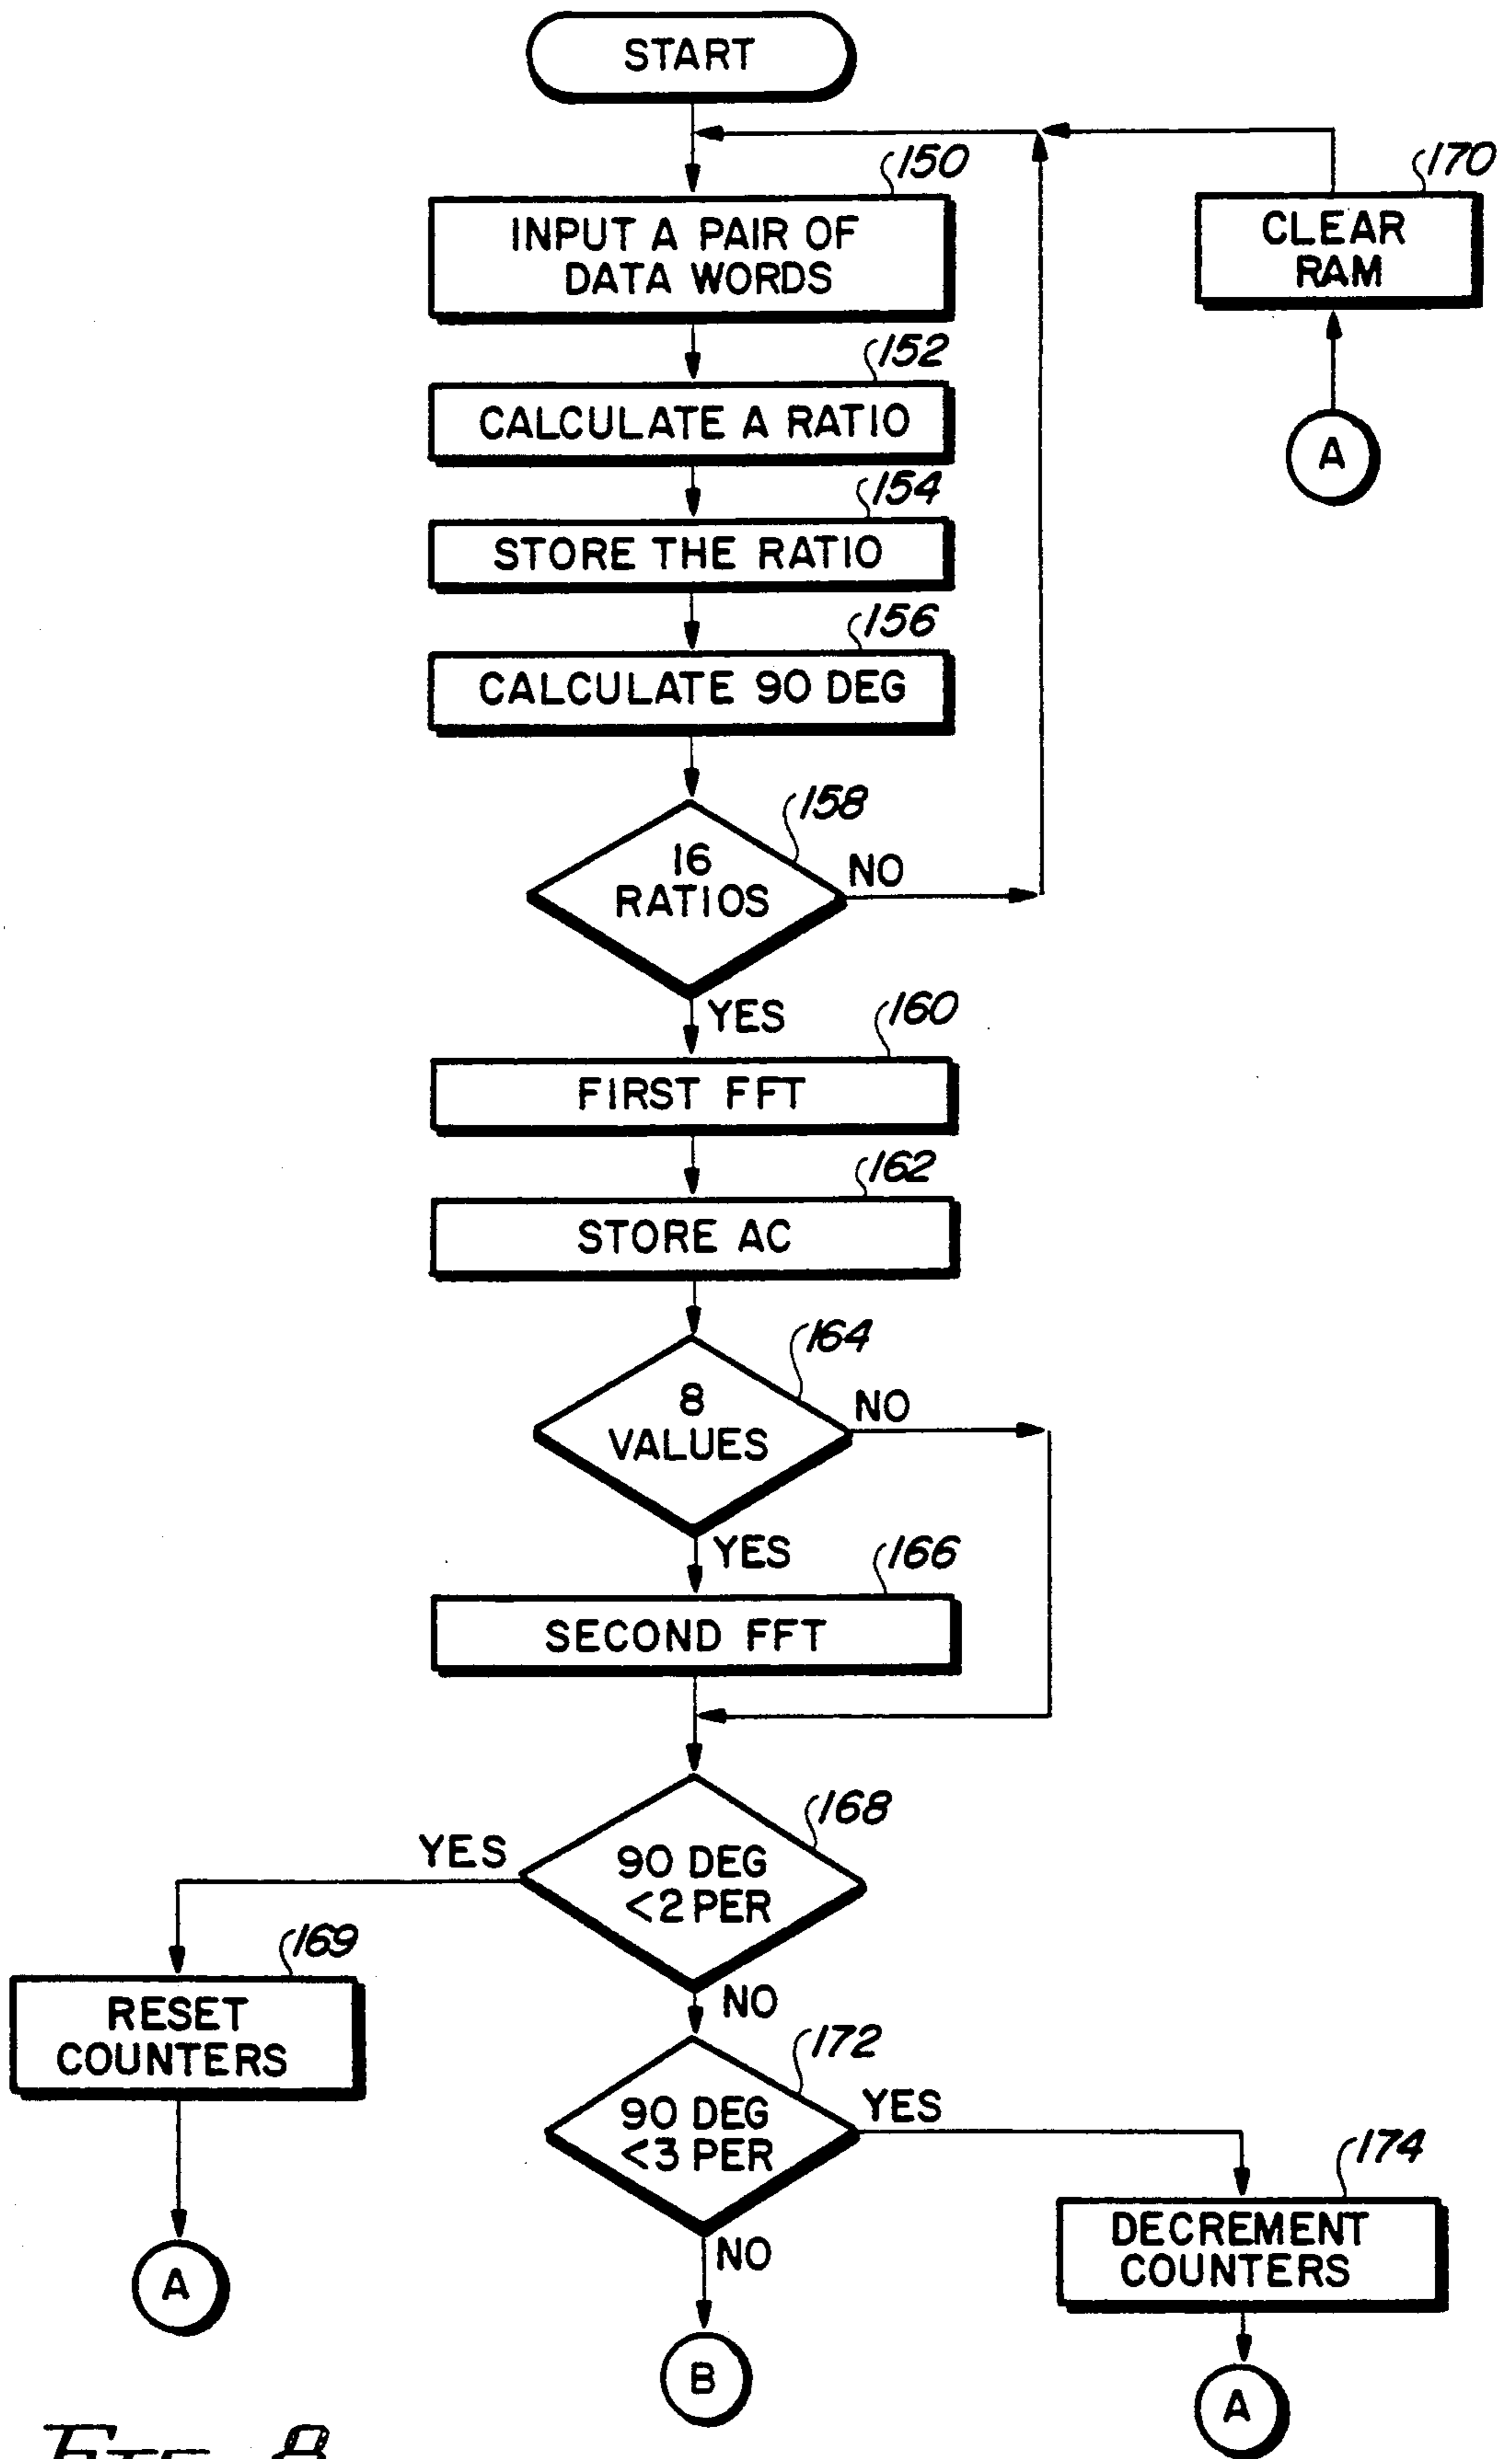 START
150
INPUT A PAIR OF
DATA WORDS
170
CLEAR
RAM
A
152
CALCULATE A RATIO
154
STORE THE RATIO
156
CALCULATE 90 DEG
158
16
RATIOS
NO
YES
160
FIRST FFT
162
STORE AC
164
8
VALUES
NO
YES
166
SECOND FFT
168
90 DEG
<2 PER
YES
NO
169
RESET
COUNTERS
A
172
90 DEG
<3 PER
YES
NO
174
DECREMENT
COUNTERS
A
B